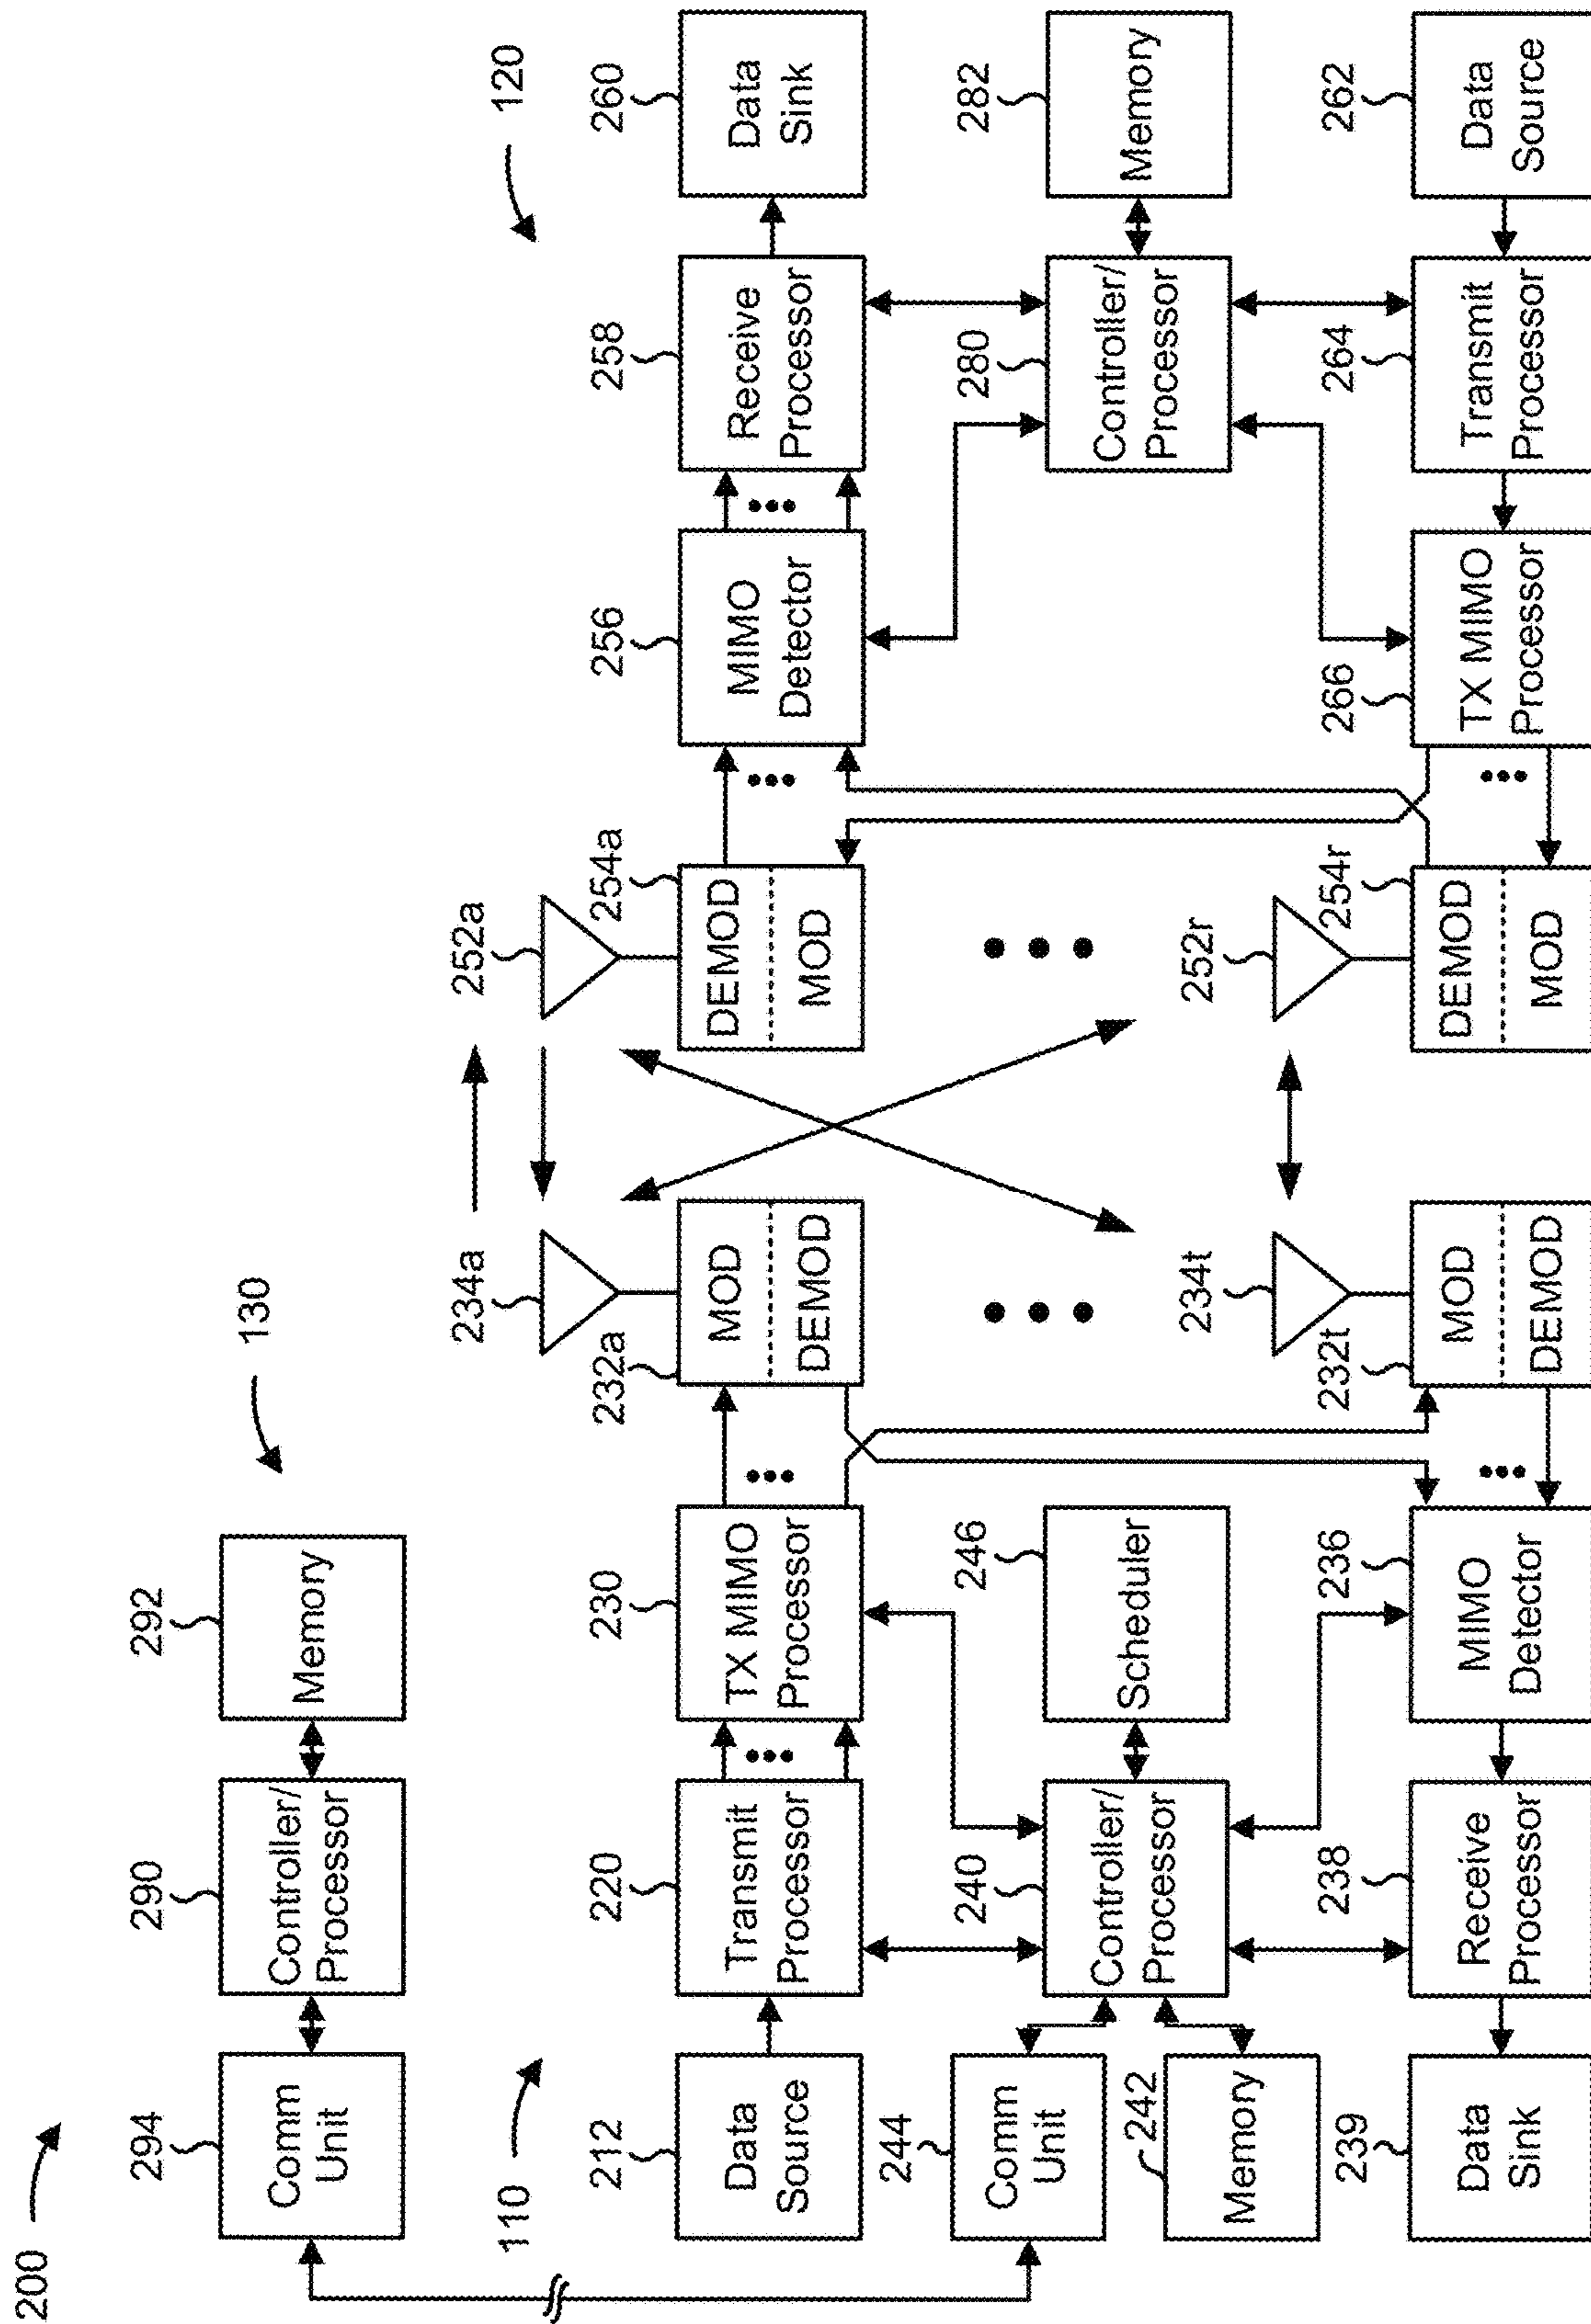 200
130
294
290
292
Comm
Unit
Controller/
Processor
Memory
110
120
234a
252a
212
220
230
232a
254a
256
258
260
Data
Source
Transmit
Processor
TX MIMO
Processor
MOD
DEMOD
DEMOD
MOD
MIMO
Detector
Receive
Processor
Data
Sink
244
240
246
280
282
Comm
Unit
Controller/
Processor
Scheduler
Controller/
Processor
Memory
242
Memory
234t
252r
239
238
236
232t
254r
266
264
262
Data
Sink
Receive
Processor
MIMO
Detector
MOD
DEMOD
DEMOD
MOD
TX MIMO
Processor
Transmit
Processor
Data
Source